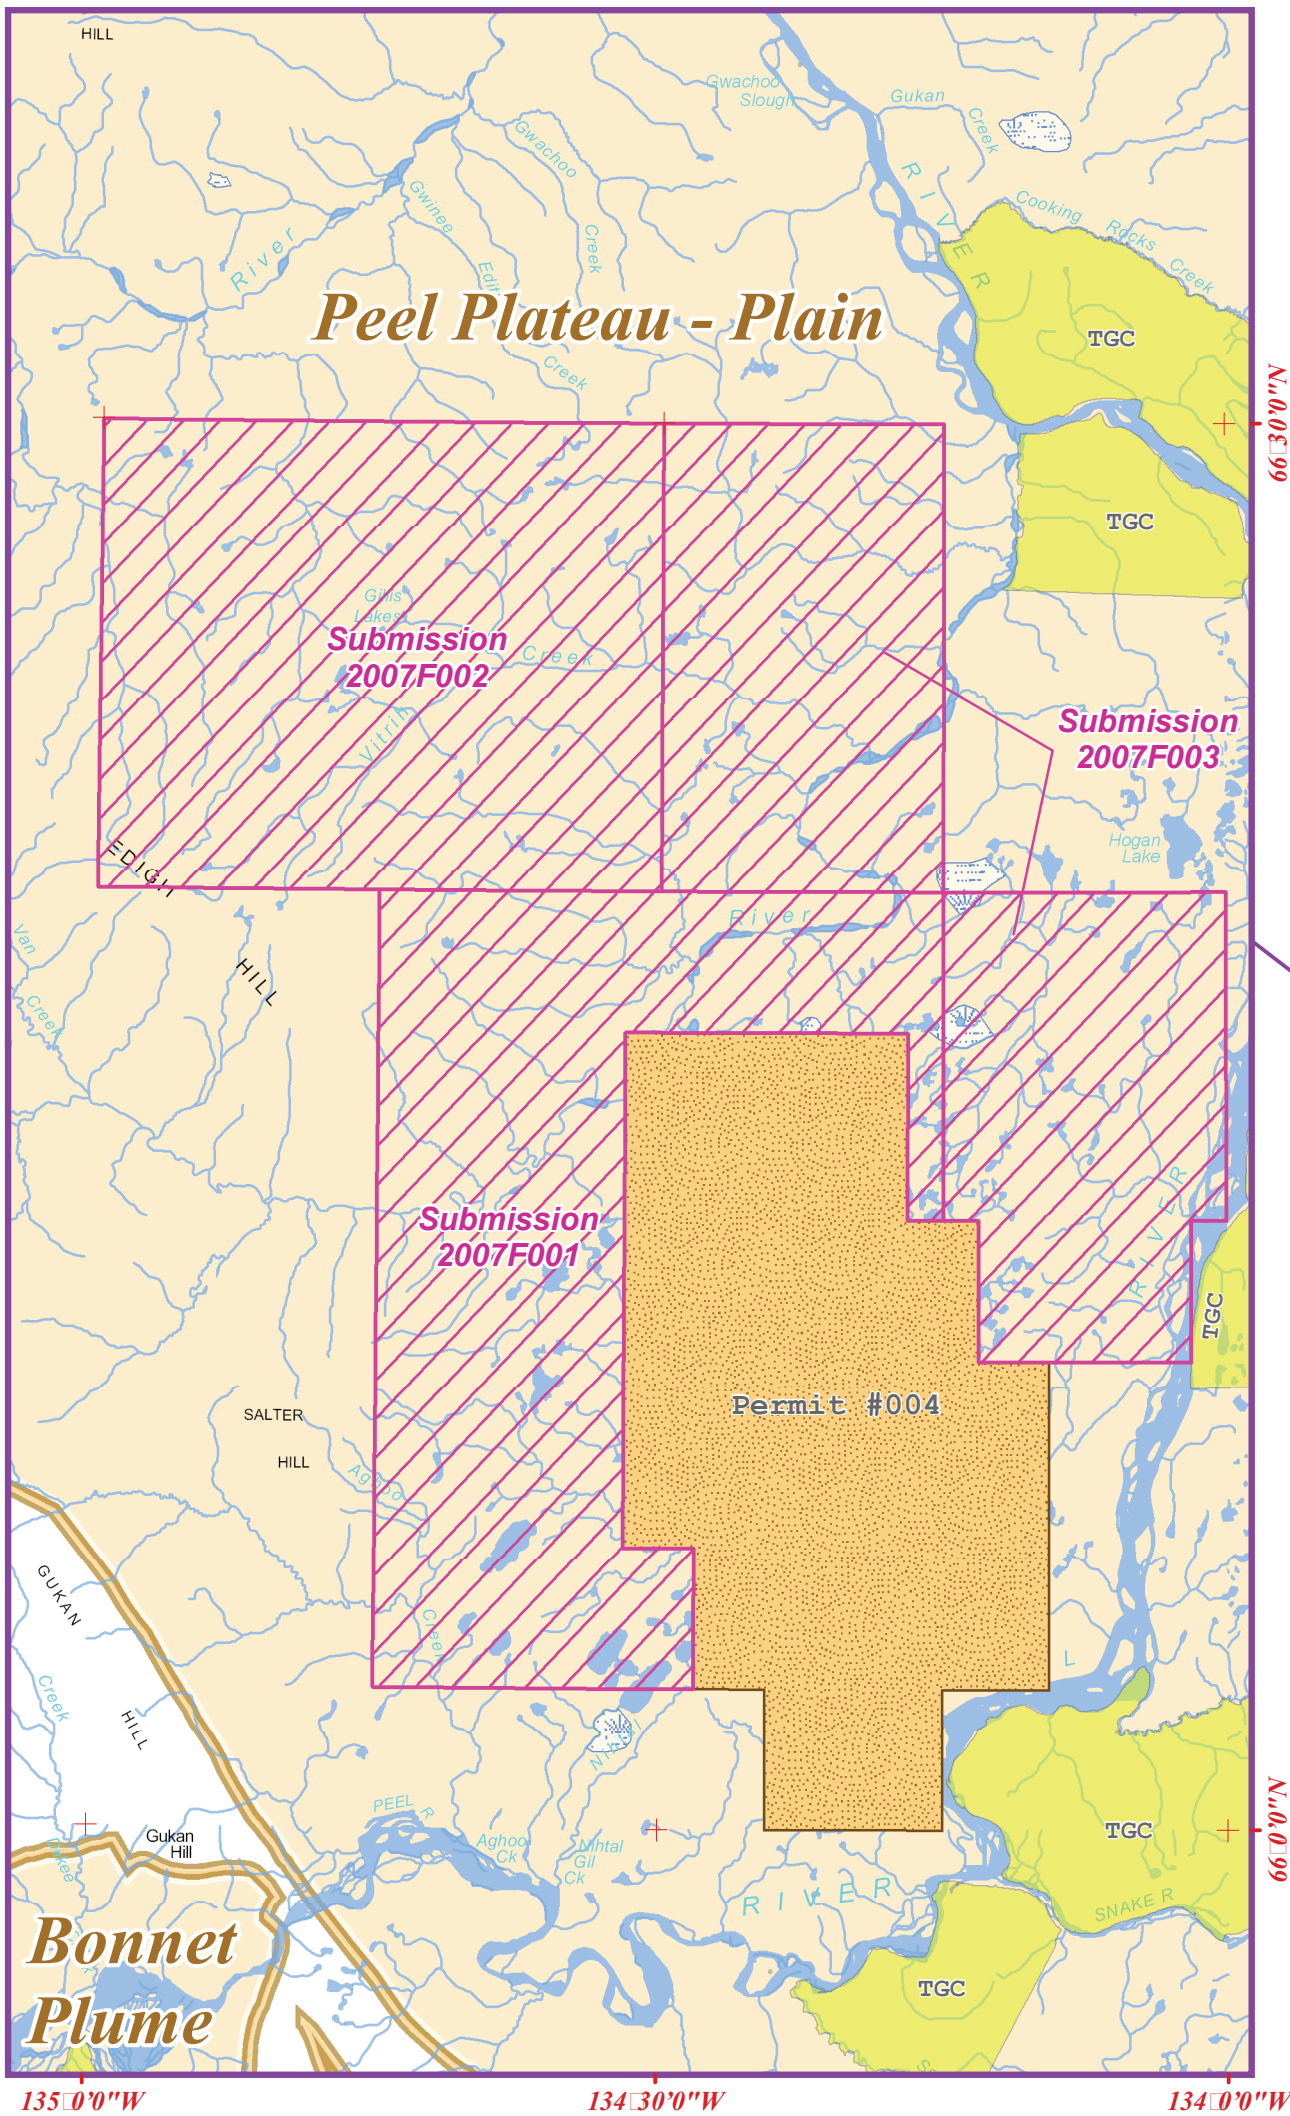 HILL
Gwachoo
Slough
Gukan
Creek
Gwachoo
Creek
Gwinee
Edit
Creek
River
RIVER
Cooking Rocks Creek
Peel Plateau - Plain
TGC
66□30'0"N
TGC
Gillis
Lakes
Submission
2007F002
Creek
Vitrin
Submission
2007F003
Hogan
Lake
EDIGH
HILL
River
Van
Creek
Submission
2007F001
RIVER
TGC
Permit #004
SALTER
HILL
Aghoo
Creek
GUKAN
HILL
Creek
L
PEEL R
Gukan
Hill
Aghoo
Ck
Nihtal
Gil
Ck
TGC
66□0'0"N
RIVER
SNAKE R
Bonnet
Plume
TGC
135□0'0"W
134□30'0"W
134□0'0"W